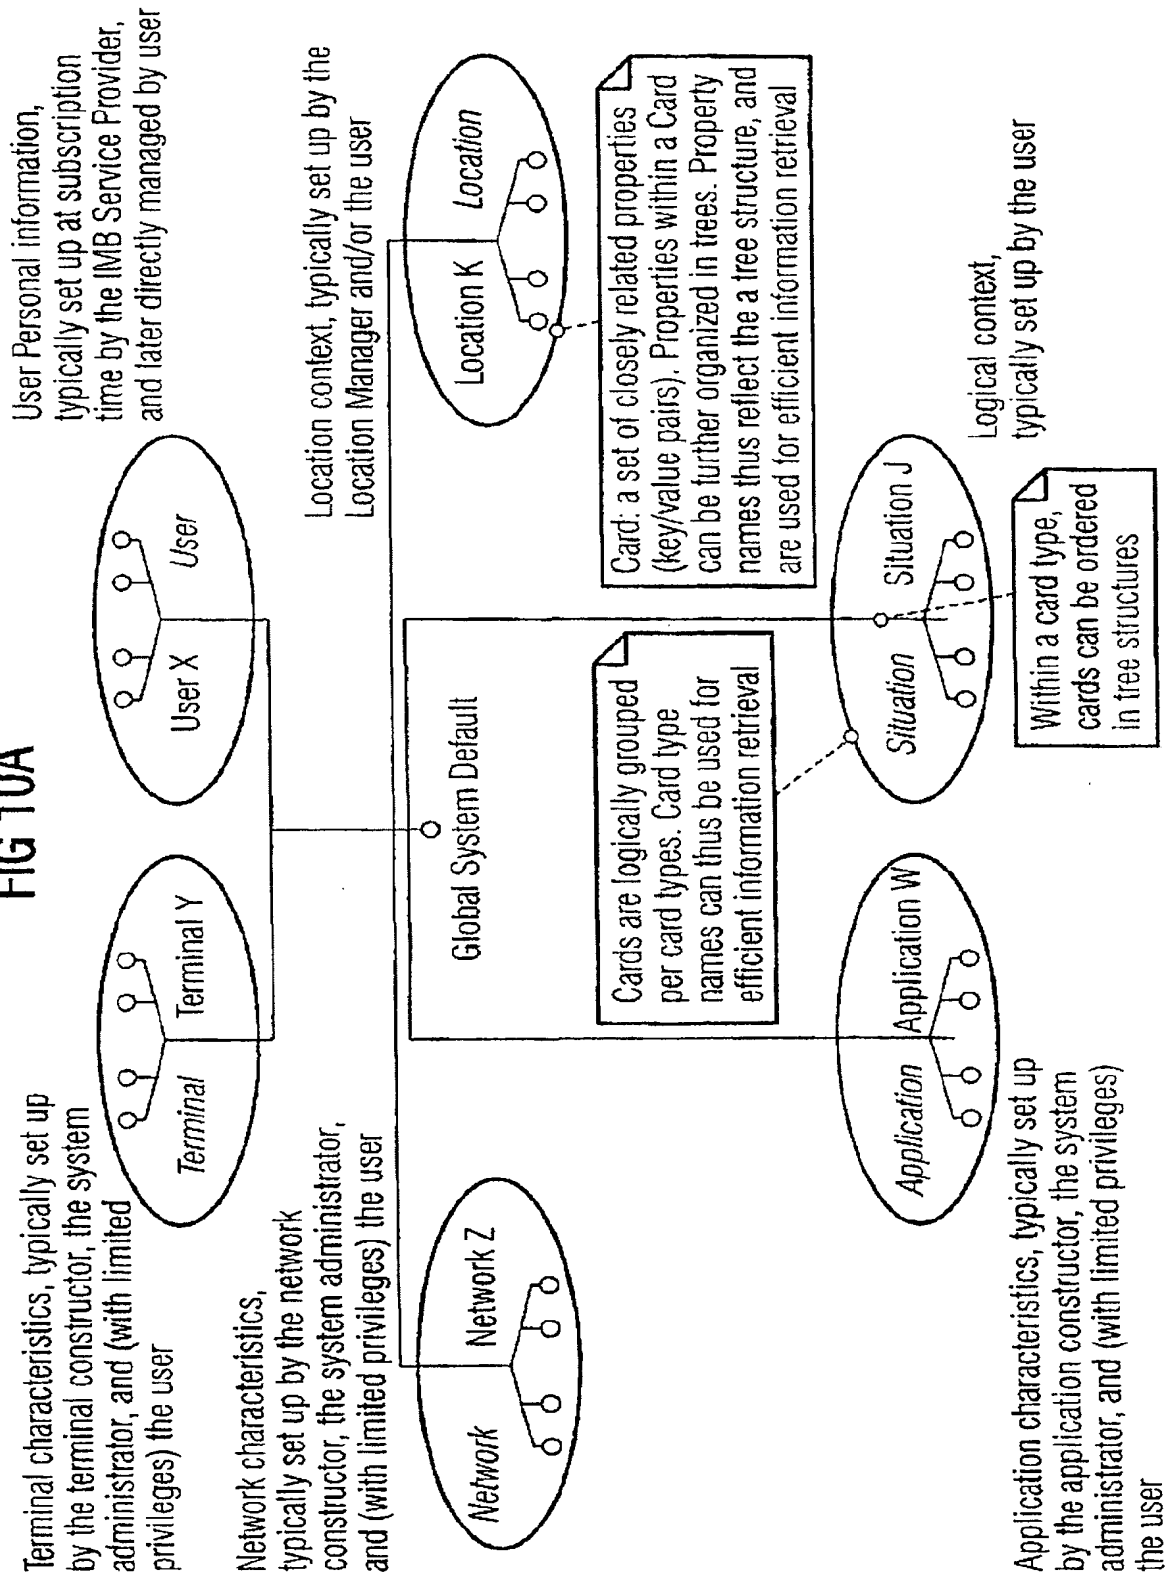 FIG 10A
Terminal characteristics, typically set up
by the terminal constructor, the system
administrator, and (with limited
privileges) the user
Terminal
Terminal Y
User X
User
User Personal information,
typically set up at subscription
time by the IMB Service Provider,
and later directly managed by user
Network characteristics,
typically set up by the network
constructor, the system administrator,
and (with limited privileges) the user
Network
Network Z
Global System Default
Location context, typically set up by the
Location Manager and/or the user
Location K
Location
Cards are logically grouped
per card types. Card type
names can thus be used for
efficient information retrieval
Card: a set of closely related properties
(key/value pairs). Properties within a Card
can be further organized in trees. Property
names thus reflect the a tree structure, and
are used for efficient information retrieval
Application
Application W
Situation
Situation J
Application characteristics, typically set up
by the application constructor, the system
administrator, and (with limited privileges)
the user
Within a card type,
cards can be ordered
in tree structures
Logical context,
typically set up by the user